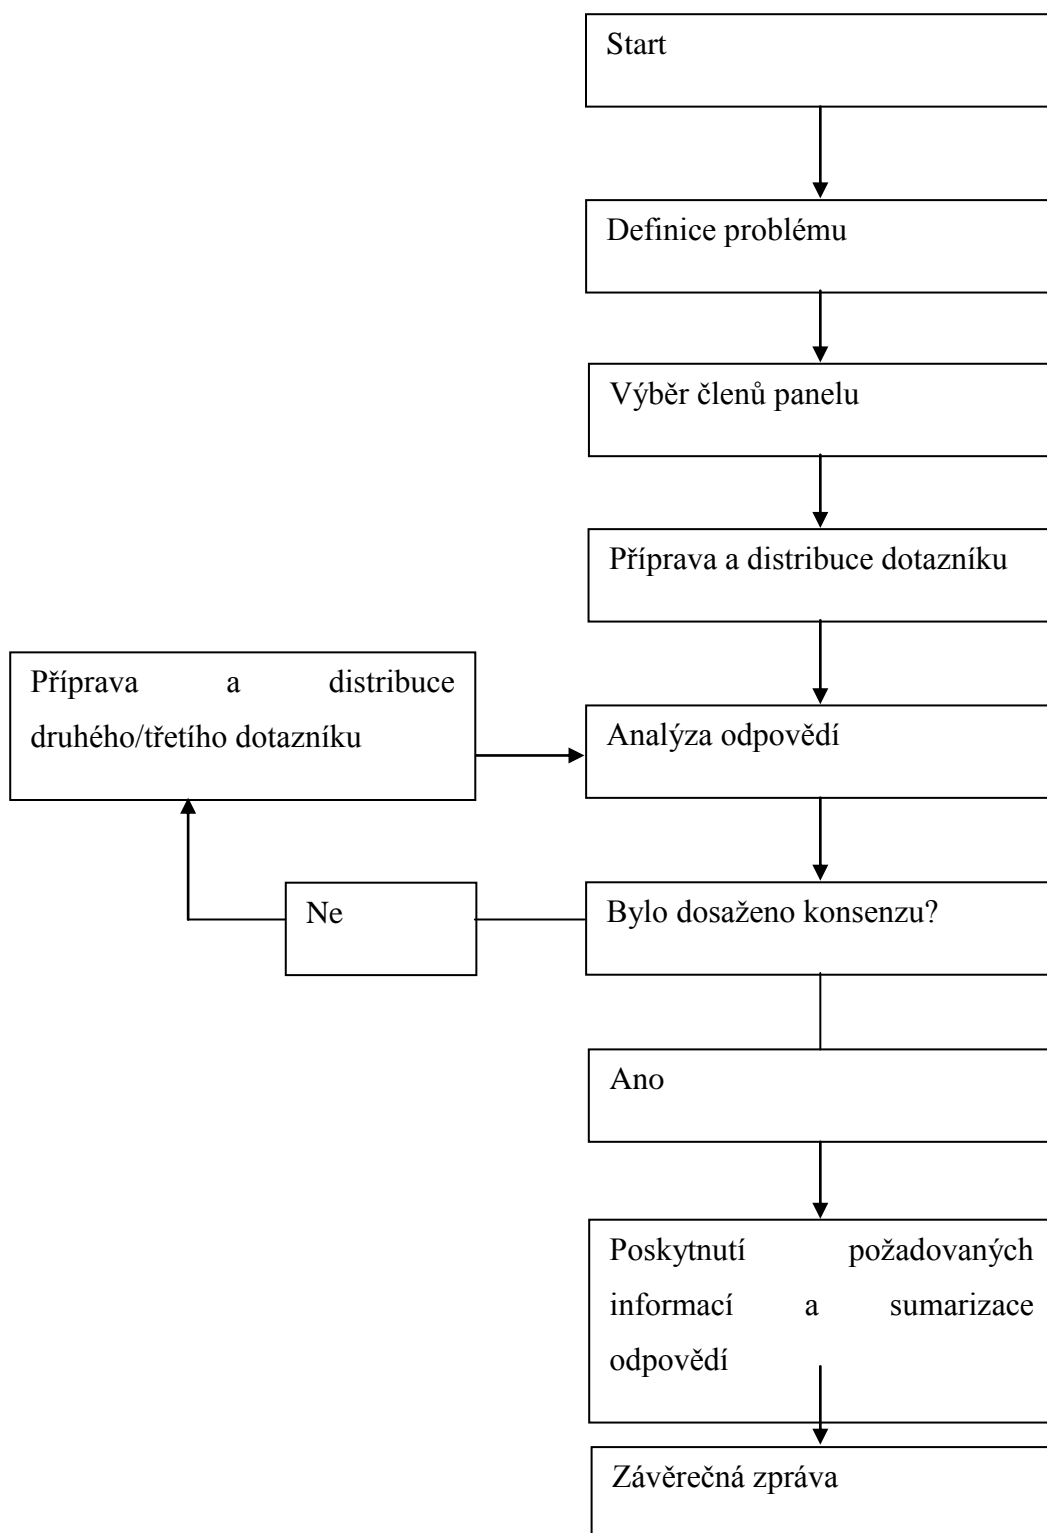 Start
Definice problému
Výběr členů panelu
Příprava a distribuce dotazníku
Příprava a distribuce
druhého/třetího dotazníku
Analýza odpovědí
Ne
Bylo dosaženo konsenzu?
Ano
Poskytnutí požadovaných
informací a sumarizace
odpovědí
Závěrečná zpráva